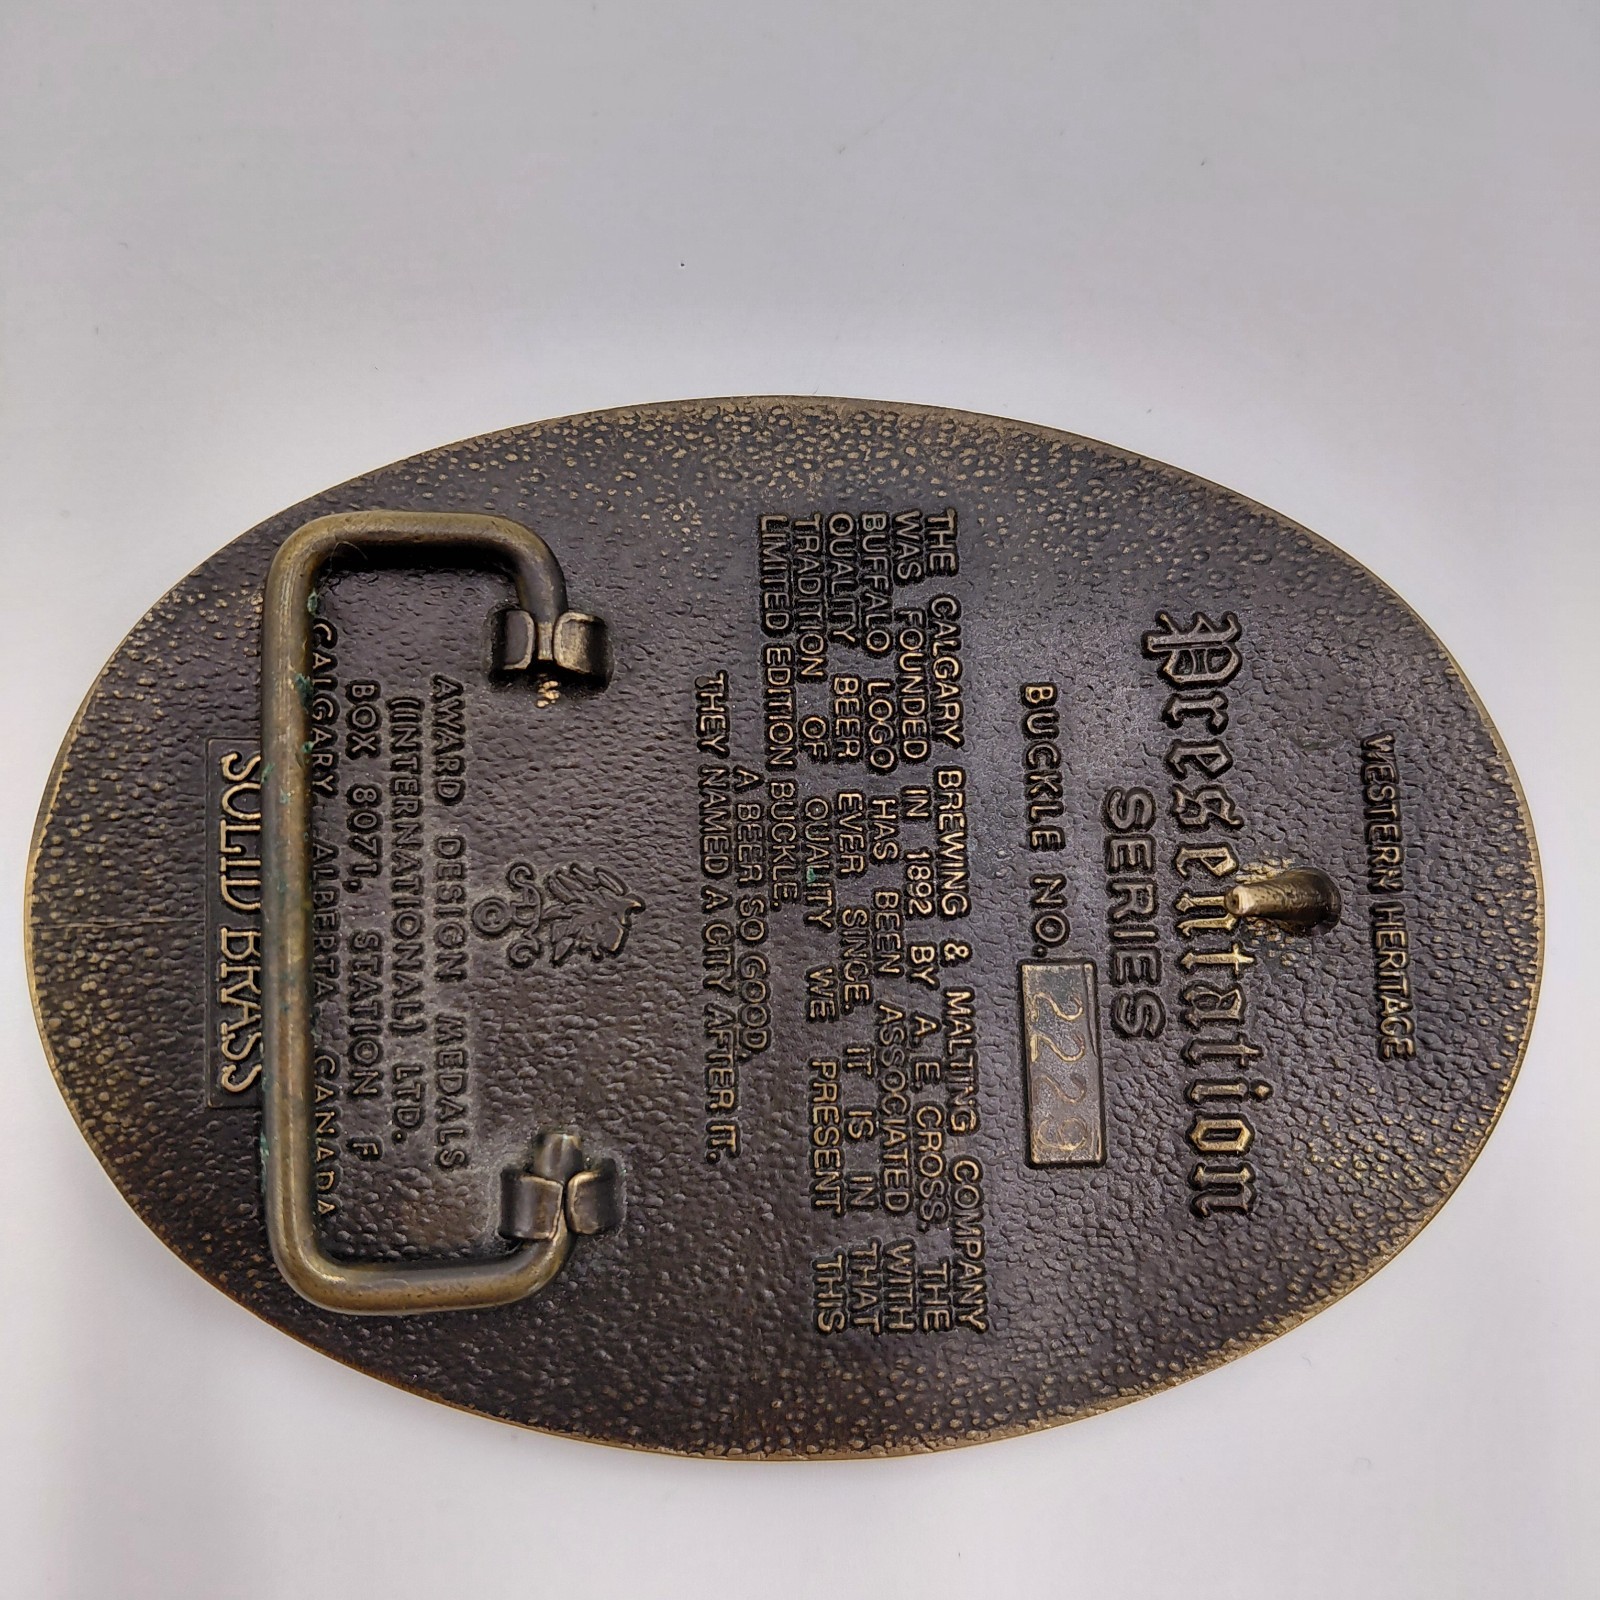 WESTERN HERITAGE
Presentation
SERIES
BUCKLE NO. 2229
THE CALGARY BREWING & MALTING COMPANY
WAS FOUNDED IN 1892 BY A.E. CROSS. THE
BUFFALO LOGO HAS BEEN ASSOCIATED WITH
QUALITY BEER EVER SINCE. IT IS IN THAT
TRADITION OF QUALITY WE PRESENT THIS
LIMITED EDITION BUCKLE.
A BEER SO GOOD,
THEY NAMED A CITY AFTER IT.
©
AWARD DESIGN MEDALS
(INTERNATIONAL) LTD.
BOX 8071, STATION F
CALGARY ALBERTA CANADA
SOLID BRASS